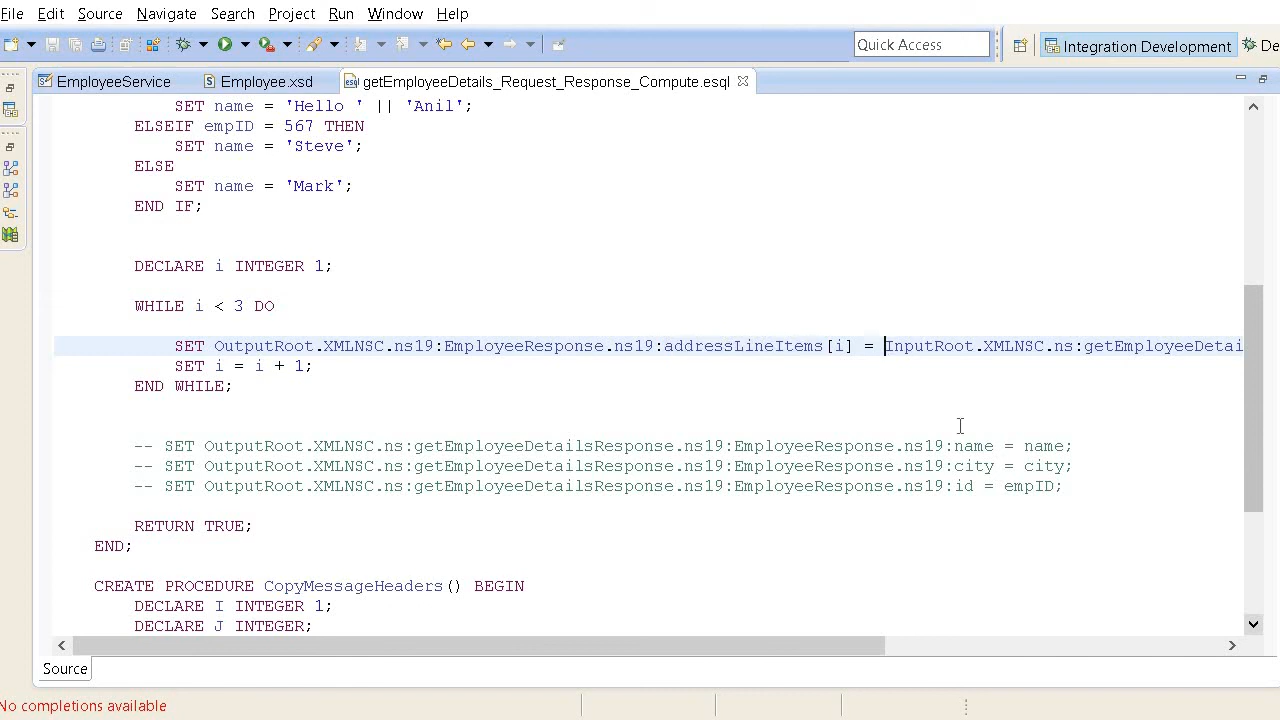 File Edit Source Navigate Search Project Run Window Help
Quick Access Integration Development De
EmployeeService Employee.xsd getEmployeeDetails_Request_Response_Compute.esql
SET name = 'Hello ' || 'Anil';
ELSEIF empID = 567 THEN
SET name = 'Steve';
ELSE
SET name = 'Mark';
END IF;
DECLARE i INTEGER 1;
WHILE i < 3 DO
SET OutputRoot.XMLNSC.ns19:EmployeeResponse.ns19:addressLineItems[i] = InputRoot.XMLNSC.ns:getEmployeeDetai
SET i = i + 1;
END WHILE;
-- SET OutputRoot.XMLNSC.ns:getEmployeeDetailsResponse.ns19:EmployeeResponse.ns19:name = name;
-- SET OutputRoot.XMLNSC.ns:getEmployeeDetailsResponse.ns19:EmployeeResponse.ns19:city = city;
-- SET OutputRoot.XMLNSC.ns:getEmployeeDetailsResponse.ns19:EmployeeResponse.ns19:id = empID;
RETURN TRUE;
END;
CREATE PROCEDURE CopyMessageHeaders() BEGIN
DECLARE I INTEGER 1;
DECLARE J INTEGER;
Source
No completions available